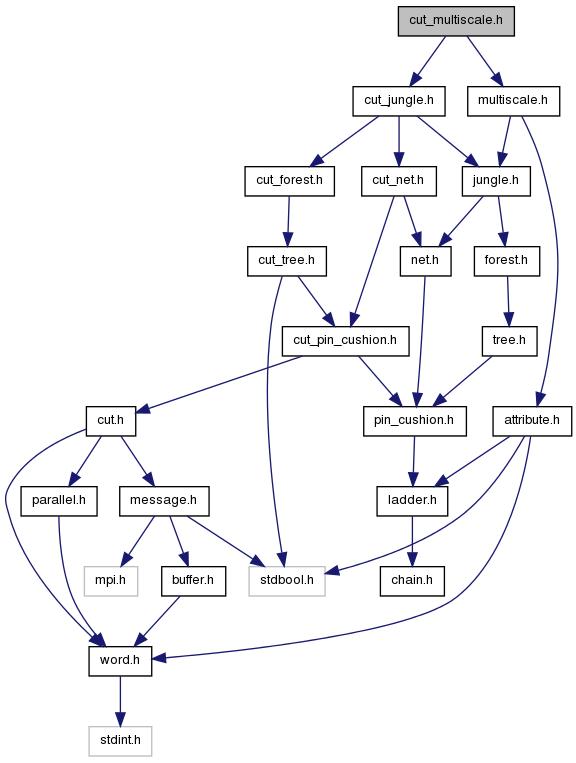 cut_multiscale.h
cut_jungle.h
multiscale.h
cut_forest.h
cut_net.h
jungle.h
cut_tree.h
net.h
forest.h
cut_pin_cushion.h
tree.h
cut.h
pin_cushion.h
attribute.h
parallel.h
message.h
ladder.h
mpi.h
buffer.h
stdbool.h
chain.h
word.h
stdint.h